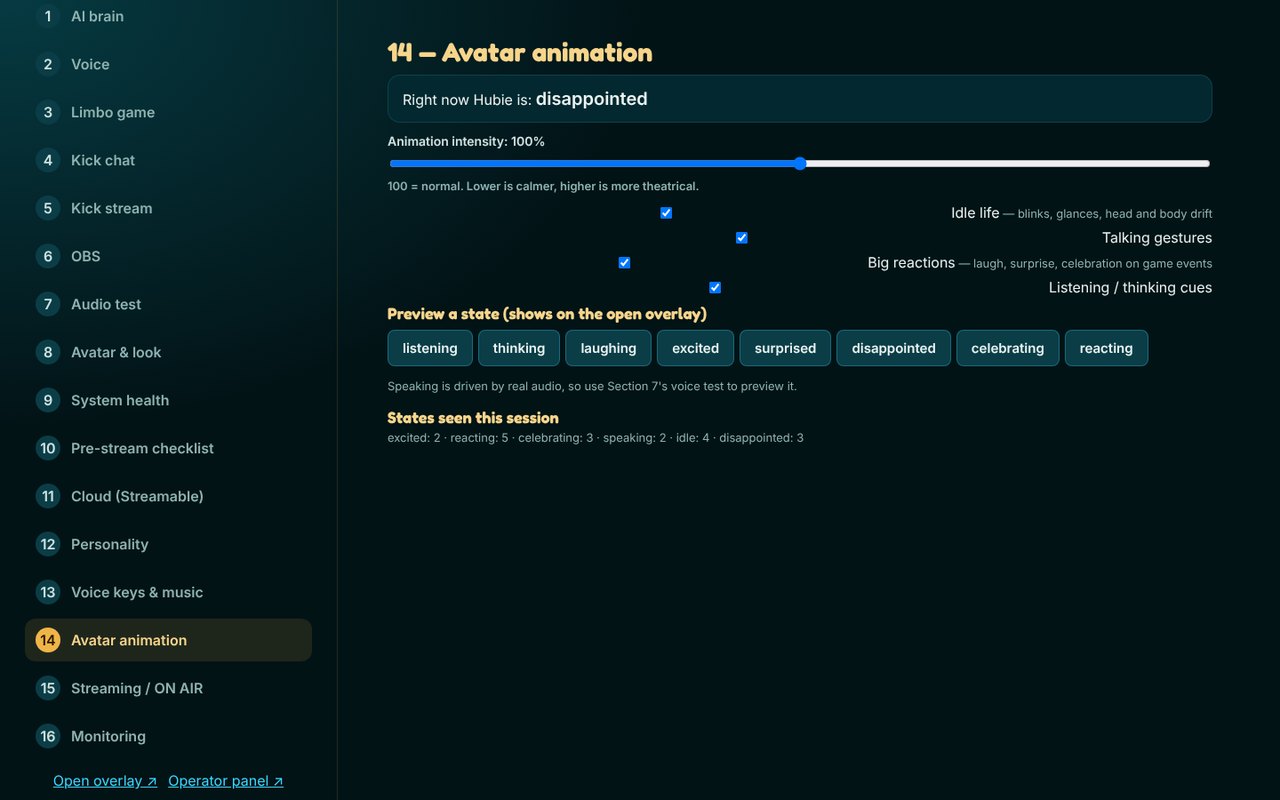 1 AI brain
2 Voice
3 Limbo game
4 Kick chat
5 Kick stream
6 OBS
7 Audio test
8 Avatar & look
9 System health
10 Pre-stream checklist
11 Cloud (Streamable)
12 Personality
13 Voice keys & music
14 Avatar animation
15 Streaming / ON AIR
16 Monitoring
Open overlay ↗ Operator panel ↗
14 — Avatar animation
Right now Hubie is: disappointed
Animation intensity: 100%
100 = normal. Lower is calmer, higher is more theatrical.
Idle life — blinks, glances, head and body drift
Talking gestures
Big reactions — laugh, surprise, celebration on game events
Listening / thinking cues
Preview a state (shows on the open overlay)
listening thinking laughing excited surprised disappointed celebrating reacting
Speaking is driven by real audio, so use Section 7's voice test to preview it.
States seen this session
excited: 2 · reacting: 5 · celebrating: 3 · speaking: 2 · idle: 4 · disappointed: 3